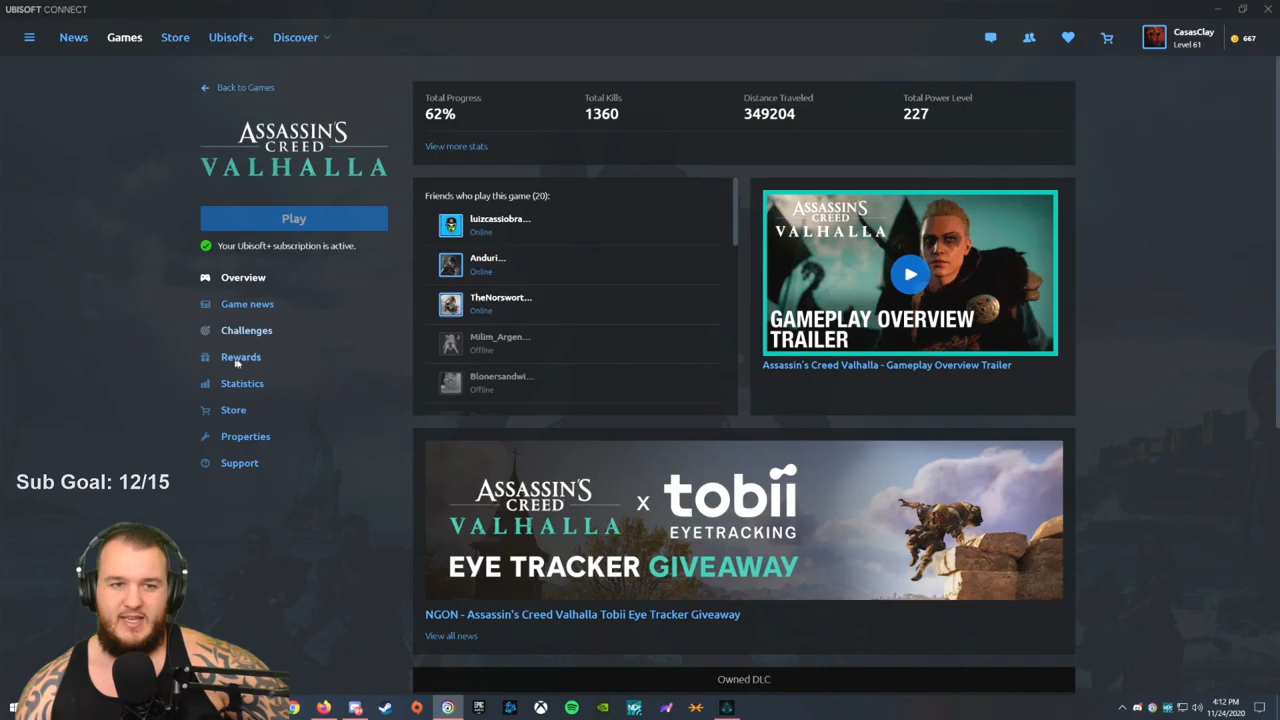 UBISOFT CONNECT
News
Games
Store
Ubisoft+
Discover
CasasClay
Level 61
667
Back to Games
ASSASSIN'S
CREED
VALHALLA
Play
Your Ubisoft+ subscription is active.
Overview
Game news
Challenges
Rewards
Statistics
Store
Properties
Support
Total Progress
62%
Total Kills
1360
Distance Traveled
349204
Total Power Level
227
View more stats
Friends who play this game (20):
luizcassiobra...
Online
Anduri...
Online
TheNorswort...
Online
Milim_Argen...
Offline
Blonersandwi...
Offline
ASSASSIN'S
CREED
VALHALLA
GAMEPLAY OVERVIEW
TRAILER
Assassin's Creed Valhalla - Gameplay Overview Trailer
ASSASSIN'S
CREED
VALHALLA
x
tobii
EYETRACKING
EYE TRACKER GIVEAWAY
NGON - Assassin's Creed Valhalla Tobii Eye Tracker Giveaway
View all news
Owned DLC
Sub Goal: 12/15
EPIC
4:12 PM
11/24/2020